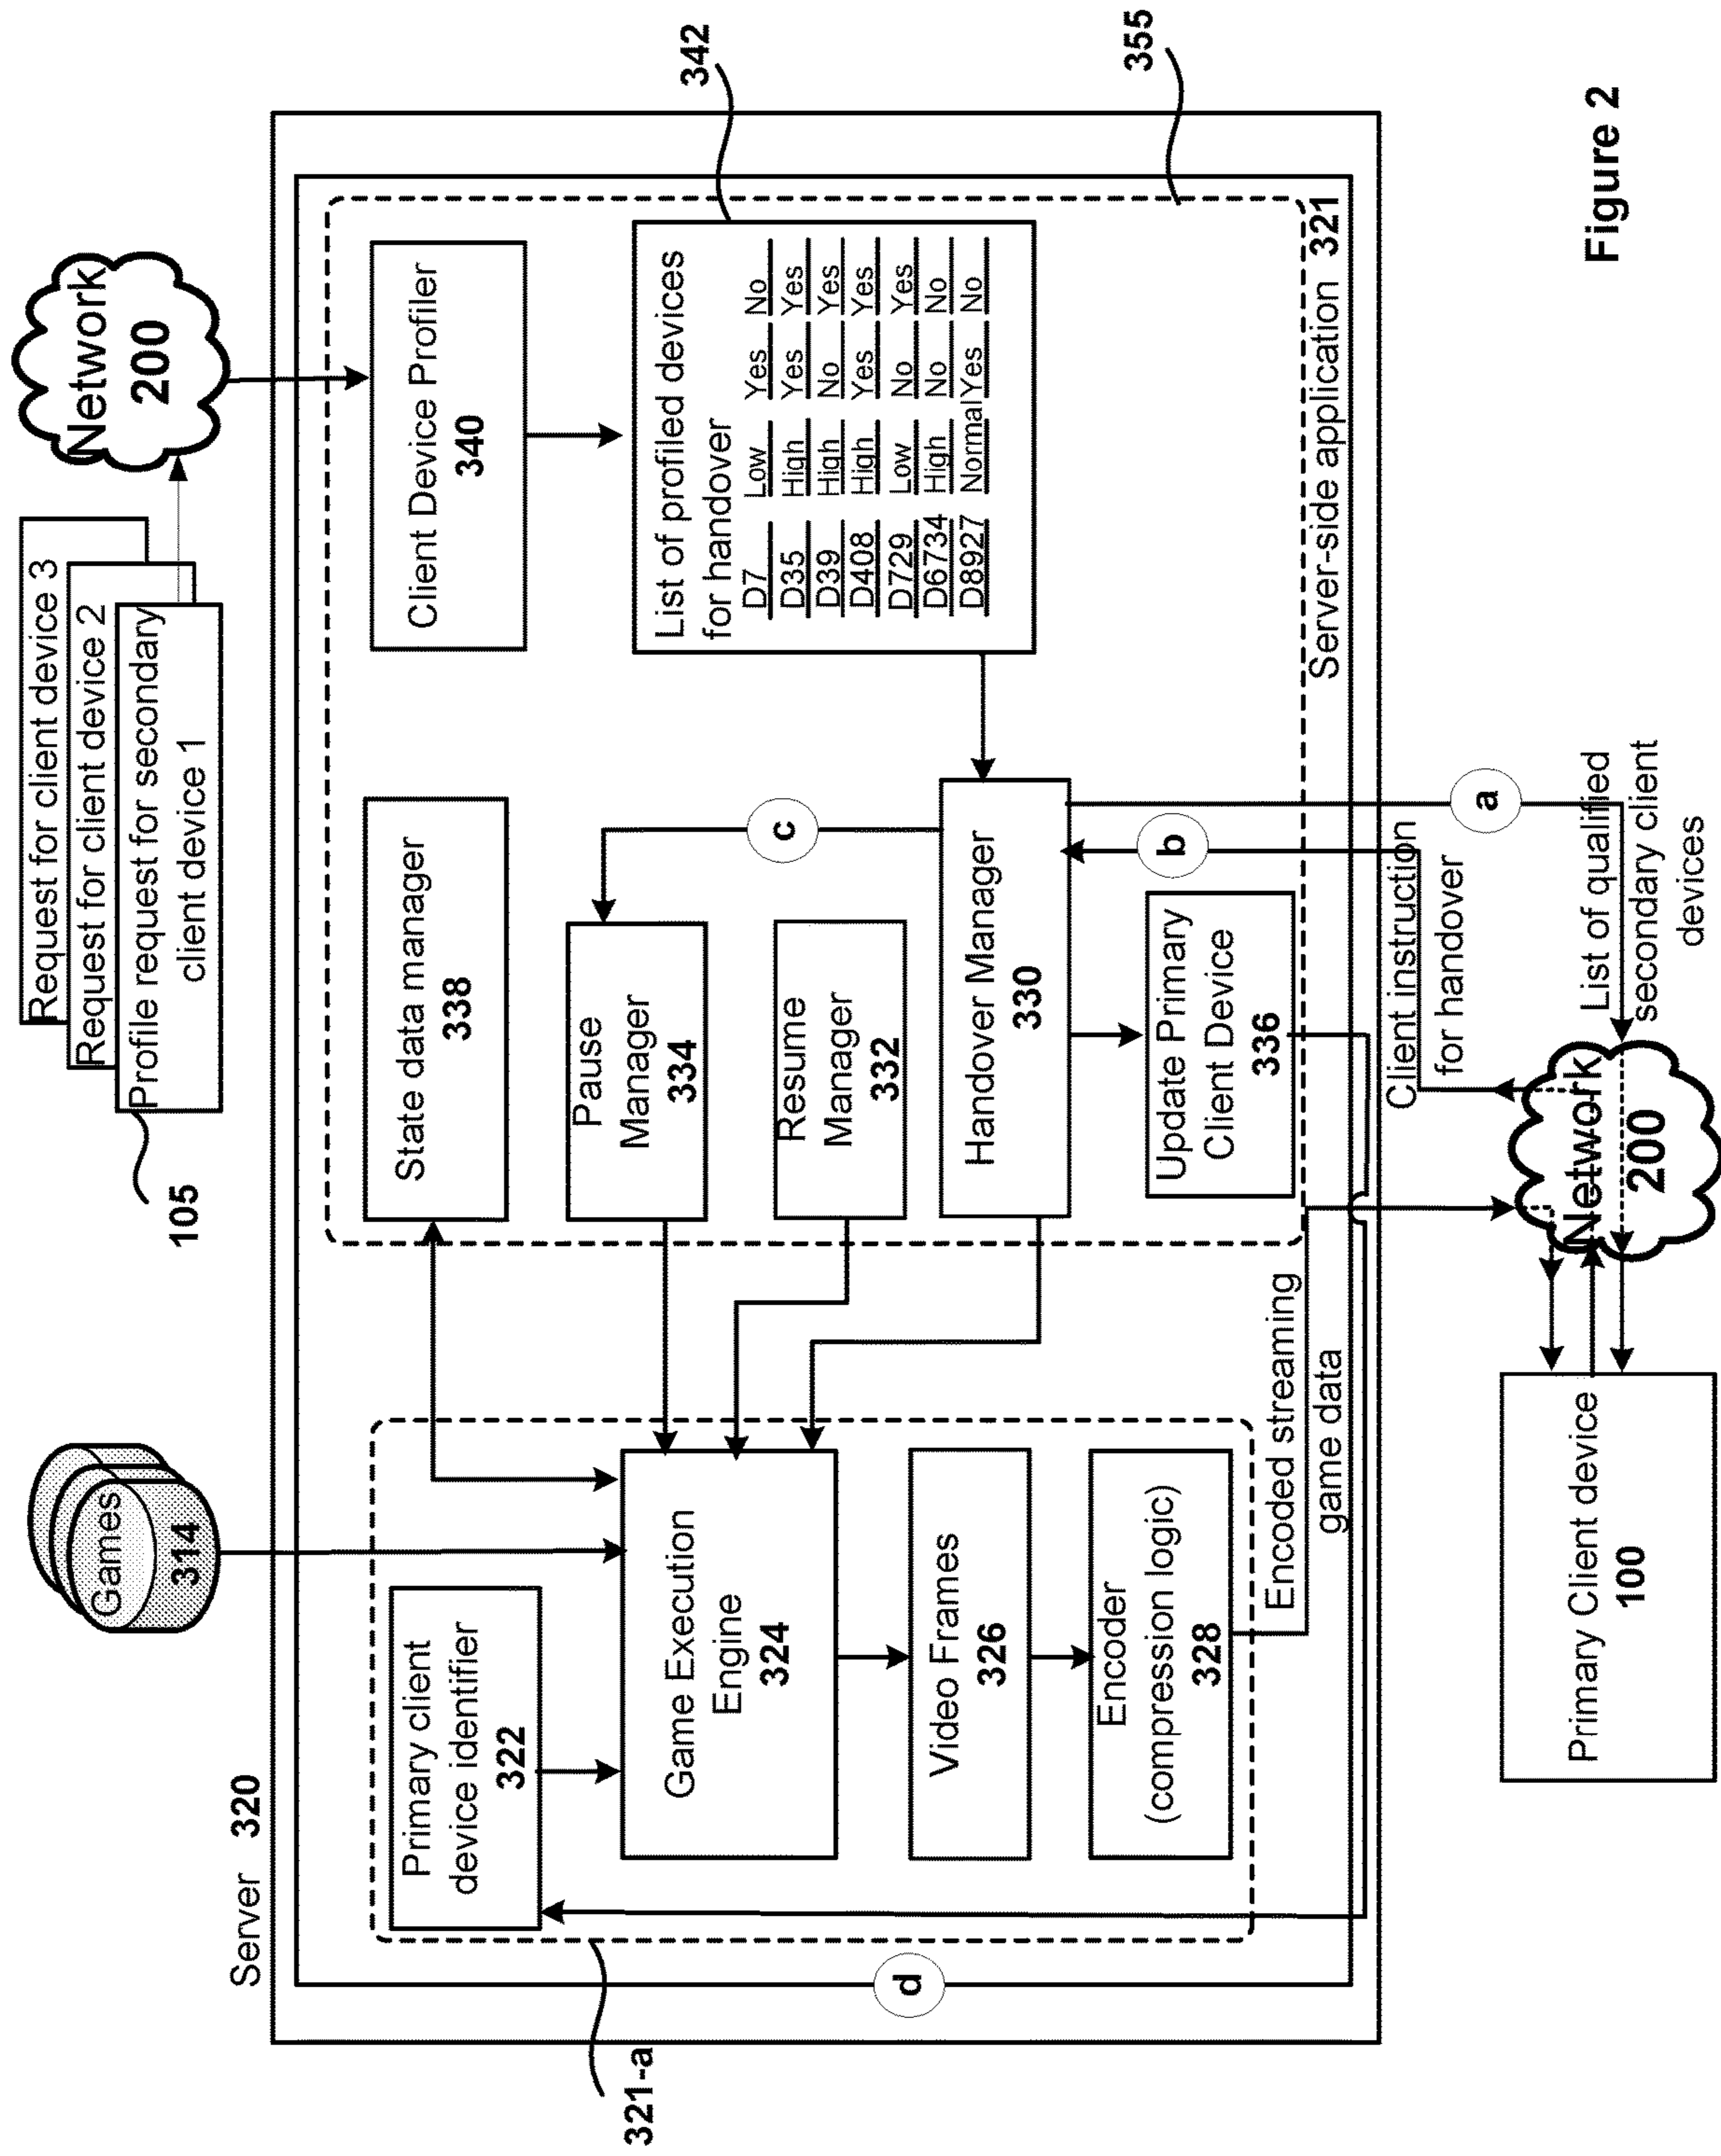 Request for client device 3
Request for client device 2
Profile request for secondary
client device 1
105
Network
200
Games
314
Server 320
Primary client
device identifier
322
State data manager
338
Client Device Profiler
340
Game Execution
Engine
324
Pause
Manager
334
Resume
Manager
332
c
List of profiled devices
for handover
D7 Low Yes No
D35 High Yes Yes
D39 High No Yes
D408 High Yes Yes
D729 Low No Yes
D6734 High No No
D8927 Normal Yes No
342
355
Video Frames
326
Handover Manager
330
Encoder
(compression logic)
328
Update Primary
Client Device
336
b
d
321-a
Encoded streaming
game data
Server-side application 321
Client instruction
for handover
a
List of qualified
secondary client
devices
Network
200
Primary Client device
100
Figure 2